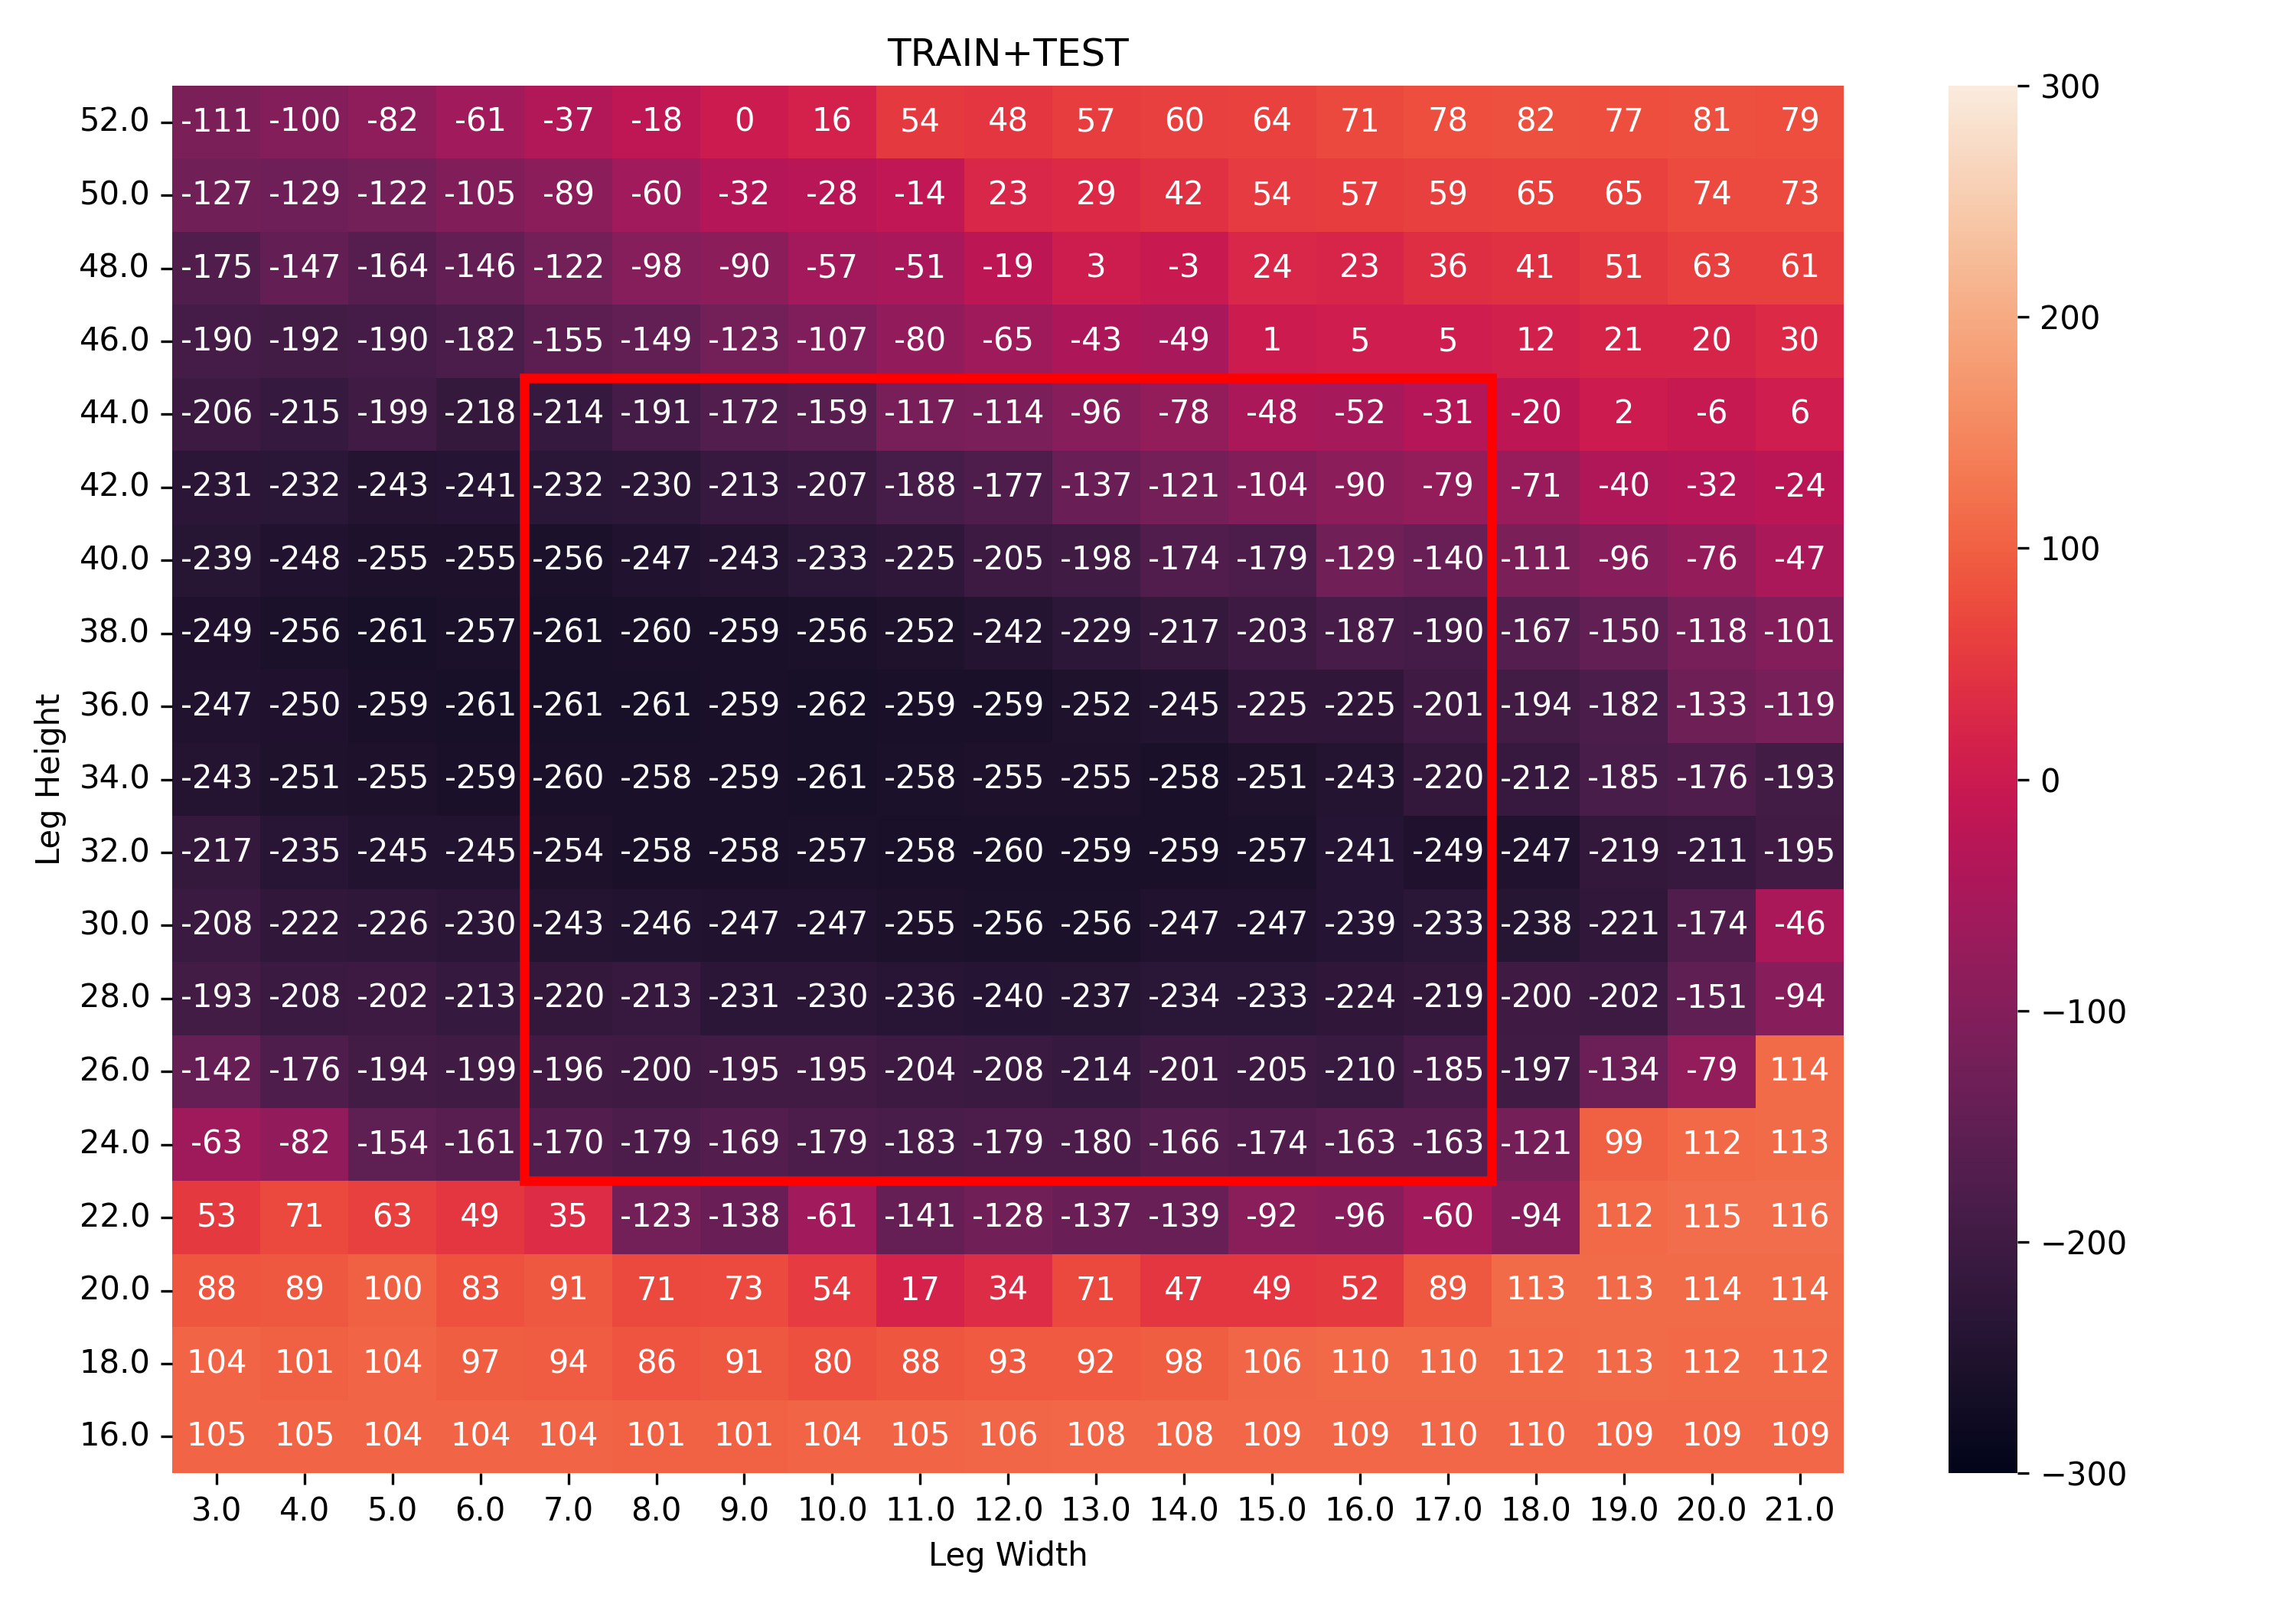 TRAIN+TEST
52.0 -111 -100 -82 -61 -37 -18 0 16 54 48 57 60 64 71 78 82 77 81 79
50.0 -127 -129 -122 -105 -89 -60 -32 -28 -14 23 29 42 54 57 59 65 65 74 73
48.0 -175 -147 -164 -146 -122 -98 -90 -57 -51 -19 3 -3 24 23 36 41 51 63 61
46.0 -190 -192 -190 -182 -155 -149 -123 -107 -80 -65 -43 -49 1 5 5 12 21 20 30
44.0 -206 -215 -199 -218 -214 -191 -172 -159 -117 -114 -96 -78 -48 -52 -31 -20 2 -6 6
42.0 -231 -232 -243 -241 -232 -230 -213 -207 -188 -177 -137 -121 -104 -90 -79 -71 -40 -32 -24
40.0 -239 -248 -255 -255 -256 -247 -243 -233 -225 -205 -198 -174 -179 -129 -140 -111 -96 -76 -47
38.0 -249 -256 -261 -257 -261 -260 -259 -256 -252 -242 -229 -217 -203 -187 -190 -167 -150 -118 -101
36.0 -247 -250 -259 -261 -261 -261 -259 -262 -259 -259 -252 -245 -225 -225 -201 -194 -182 -133 -119
34.0 -243 -251 -255 -259 -260 -258 -259 -261 -258 -255 -255 -258 -251 -243 -220 -212 -185 -176 -193
32.0 -217 -235 -245 -245 -254 -258 -258 -257 -258 -260 -259 -259 -257 -241 -249 -247 -219 -211 -195
30.0 -208 -222 -226 -230 -243 -246 -247 -247 -255 -256 -256 -247 -247 -239 -233 -238 -221 -174 -46
28.0 -193 -208 -202 -213 -220 -213 -231 -230 -236 -240 -237 -234 -233 -224 -219 -200 -202 -151 -94
26.0 -142 -176 -194 -199 -196 -200 -195 -195 -204 -208 -214 -201 -205 -210 -185 -197 -134 -79 114
24.0 -63 -82 -154 -161 -170 -179 -169 -179 -183 -179 -180 -166 -174 -163 -163 -121 99 112 113
22.0 53 71 63 49 35 -123 -138 -61 -141 -128 -137 -139 -92 -96 -60 -94 112 115 116
20.0 88 89 100 83 91 71 73 54 17 34 71 47 49 52 89 113 113 114 114
18.0 104 101 104 97 94 86 91 80 88 93 92 98 106 110 110 112 113 112 112
16.0 105 105 104 104 104 101 101 104 105 106 108 108 109 109 110 110 109 109 109
3.0 4.0 5.0 6.0 7.0 8.0 9.0 10.0 11.0 12.0 13.0 14.0 15.0 16.0 17.0 18.0 19.0 20.0 21.0
Leg Width
Leg Height
300
200
100
0
−100
−200
−300